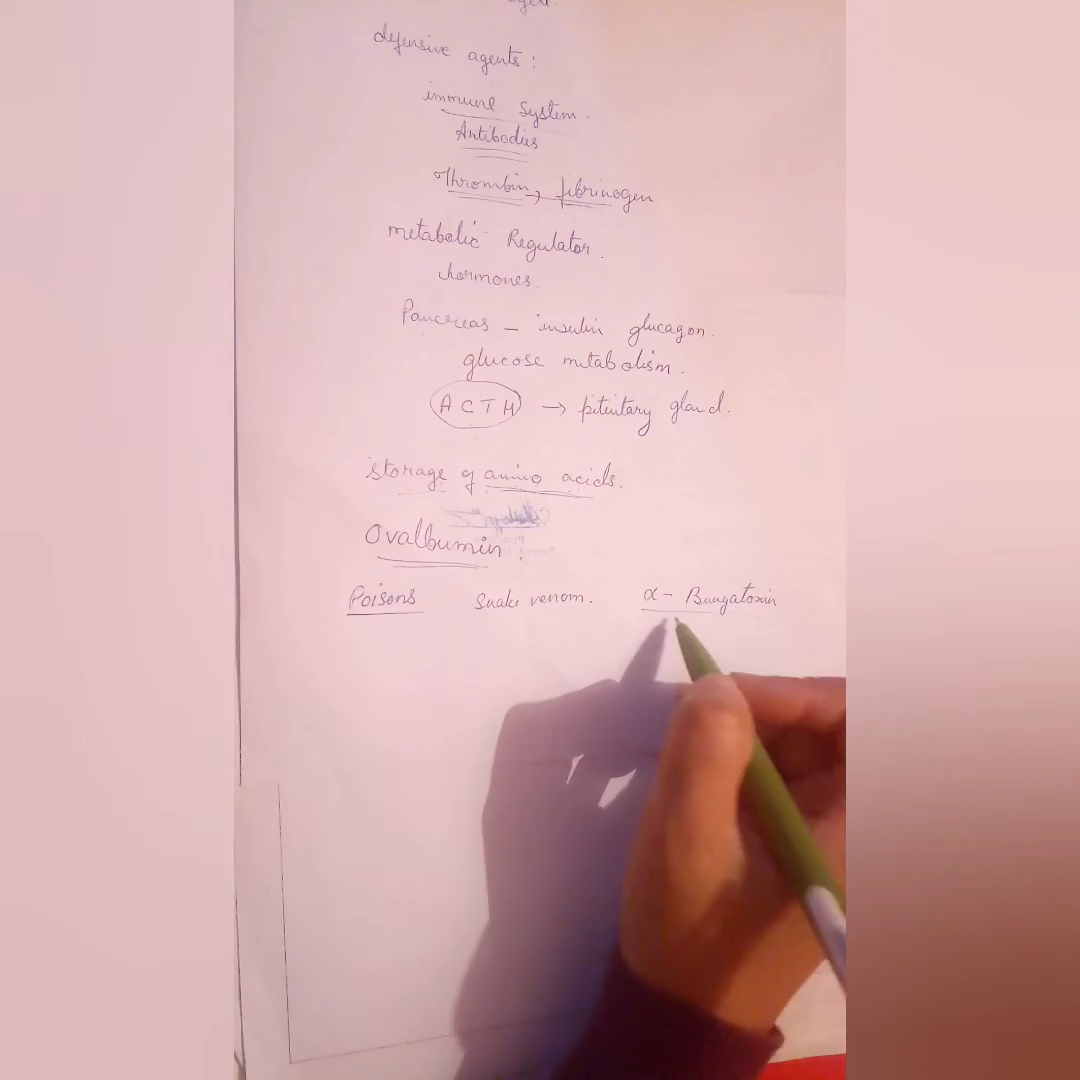 defensive agents :
immune System .
Antibodies
Thrombin, fibrinogen
metabolic Regulator .
hormones .
Pancreas - insulin glucagon .
glucose metabolism .
ACTH → pituitary gland .
storage of amino acids .
Ovalbumin :
Poisons snake venom . α - Bungatoxin